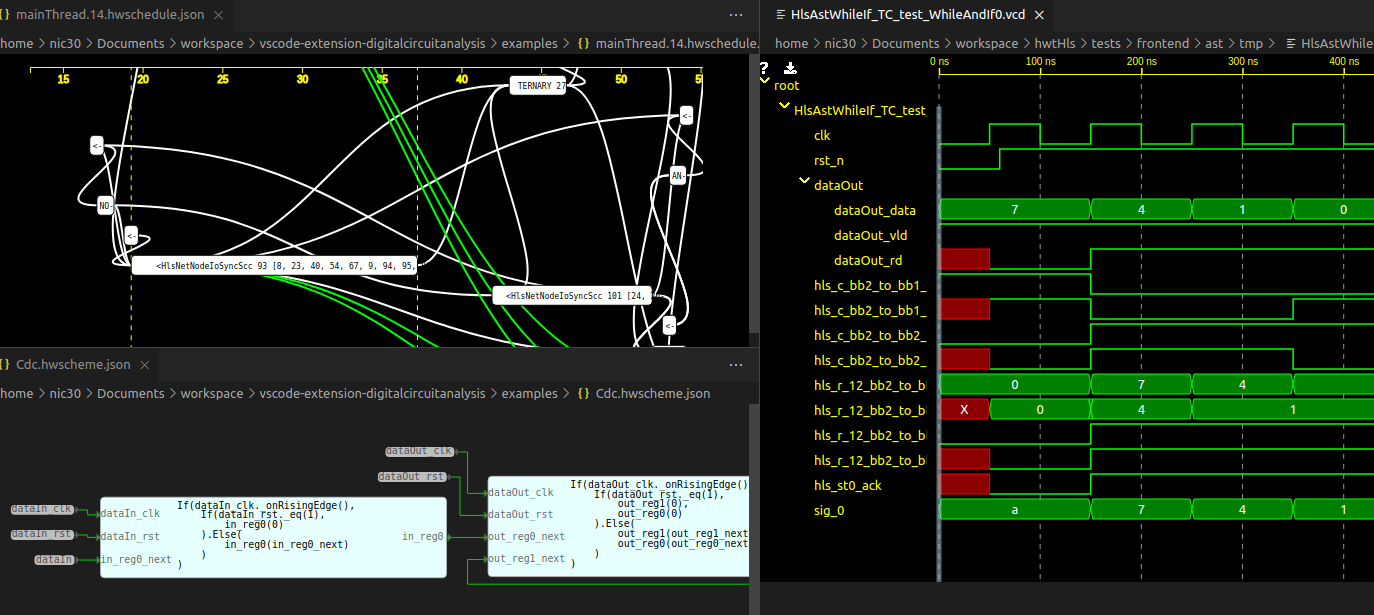 {} mainThread.14.hwschedule.json ×
home > nic30 > Documents > workspace > vscode-extension-digitalcircuitanalysis > examples > {} mainThread.14.hwschedule.
15 20 25 30 35 40 50 55
TERNARY 27
<-
<-
AN-
NO-
<-
<HlsNetNodeIoSyncScc 93 [8, 23, 40, 54, 67, 9, 94, 95,
<HlsNetNodeIoSyncScc 101 [24,
<-
{} Cdc.hwscheme.json ×
home > nic30 > Documents > workspace > vscode-extension-digitalcircuitanalysis > examples > {} Cdc.hwscheme.json
dataOut_clk
dataOut_rst
dataIn_clk
dataIn_rst
dataIn
dataIn_clk
dataIn_rst
in_reg0_next
If(dataIn_clk._onRisingEdge(),
If(dataIn_rst._eq(1),
in_reg0(0)
).Else(
in_reg0(in_reg0_next)
)
)
in_reg0
dataOut_clk
dataOut_rst
out_reg0_next
out_reg1_next
If(dataOut_clk._onRisingEdge()
If(dataOut_rst._eq(1),
out_reg1(0),
out_reg0(0)
).Else(
out_reg1(out_reg1_next
out_reg0(out_reg0_next
)
)
HlsAstWhileIf_TC_test_WhileAndIf0.vcd ×
home > nic30 > Documents > workspace > hwtHls > tests > frontend > ast > tmp > HlsAstWhile
0 ns 100 ns 200 ns 300 ns 400 ns
?
root
HlsAstWhileIf_TC_test_
clk
rst_n
dataOut
dataOut_data 7 4 1 0
dataOut_vld
dataOut_rd
hls_c_bb2_to_bb1_
hls_c_bb2_to_bb1_
hls_c_bb2_to_bb2_
hls_c_bb2_to_bb2_
hls_r_12_bb2_to_b 0 7 4
hls_r_12_bb2_to_b X 0 4 1
hls_r_12_bb2_to_b
hls_r_12_bb2_to_b
hls_st0_ack
sig_0 a 7 4 1